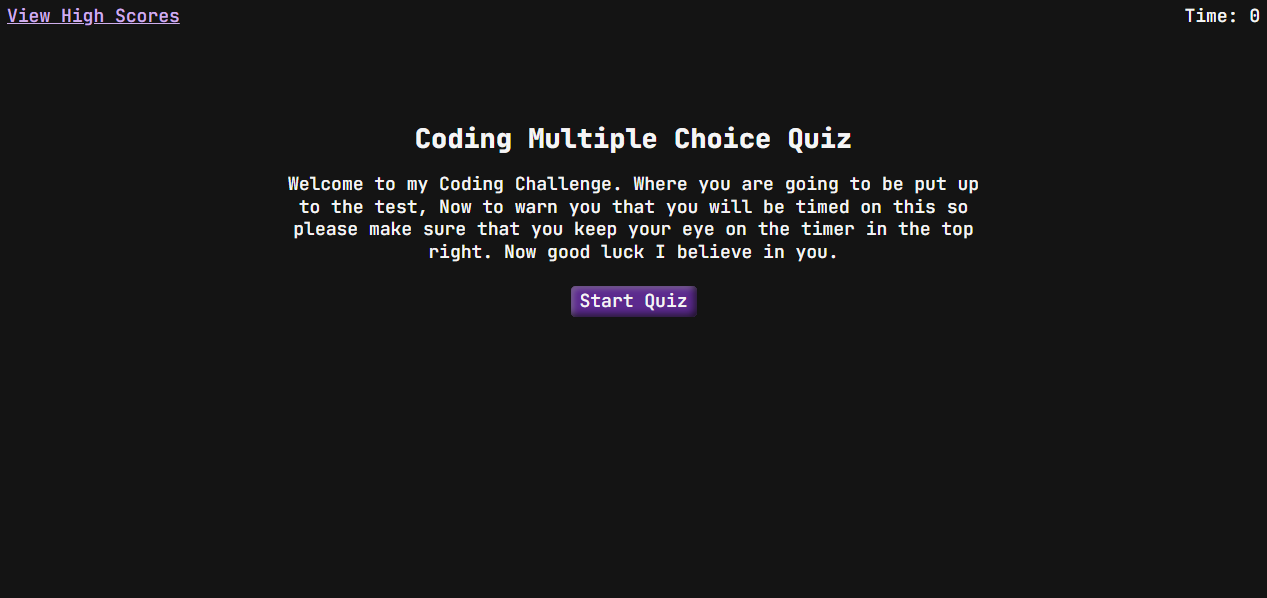 View High Scores
Time: 0
Coding Multiple Choice Quiz
Welcome to my Coding Challenge. Where you are going to be put up
to the test, Now to warn you that you will be timed on this so
please make sure that you keep your eye on the timer in the top
right. Now good luck I believe in you.
Start Quiz